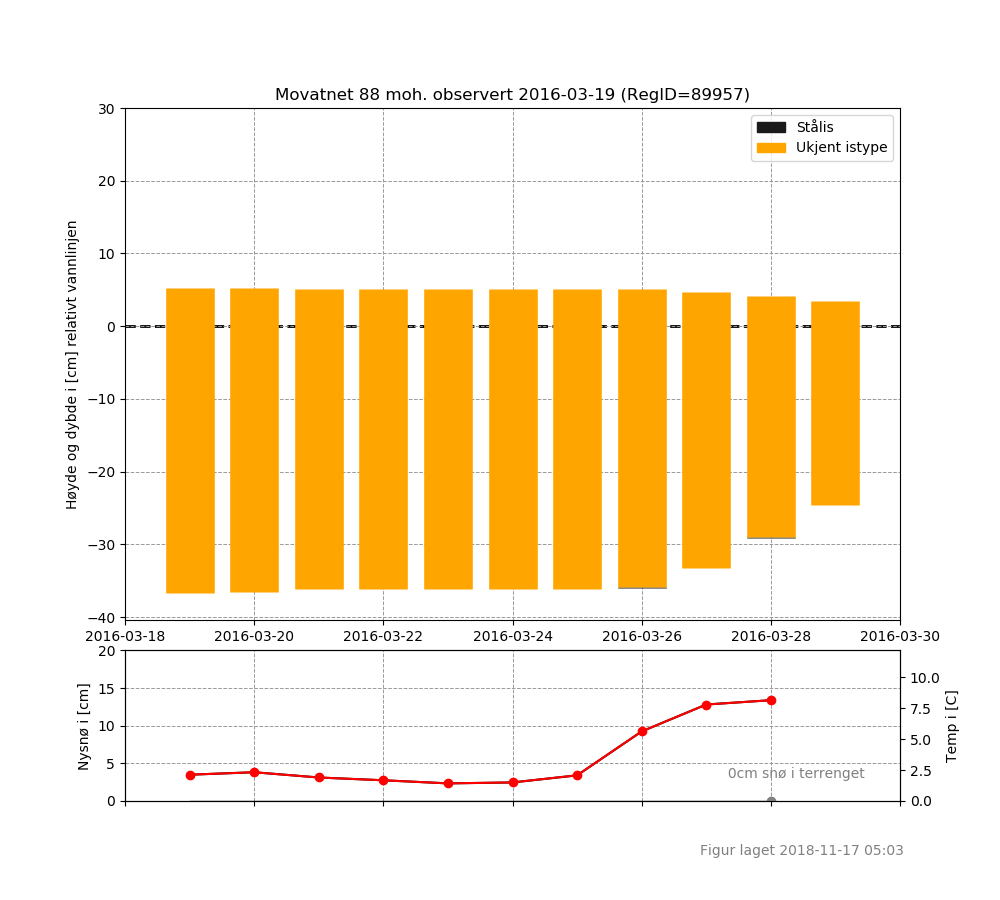 Movatnet 88 moh. observert 2016-03-19 (RegID=89957)
Stålis
Ukjent istype
Høyde og dybde i [cm] relativt vannlinjen
30
20
10
0
−10
−20
−30
−40
2016-03-18 2016-03-20 2016-03-22 2016-03-24 2016-03-26 2016-03-28 2016-03-30
Nysnø i [cm]
20
15
10
5
0
10.0
7.5
5.0
2.5
0.0
Temp i [C]
0cm snø i terrenget
Figur laget 2018-11-17 05:03